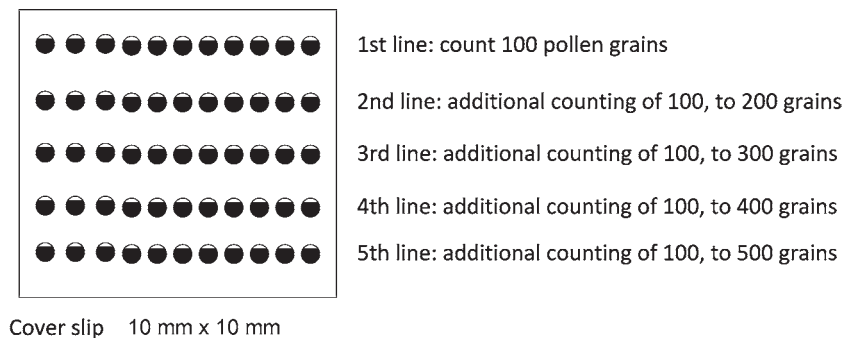 1st line: count 100 pollen grains
2nd line: additional counting of 100, to 200 grains
3rd line: additional counting of 100, to 300 grains
4th line: additional counting of 100, to 400 grains
5th line: additional counting of 100, to 500 grains
Cover slip 10 mm x 10 mm